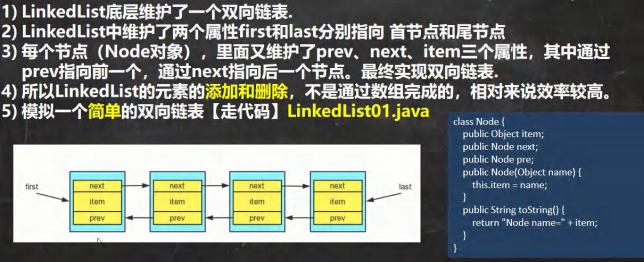 1) LinkedList底层维护了一个双向链表.
2) LinkedList中维护了两个属性first和last分别指向 首节点和尾节点
3) 每个节点（Node对象），里面又维护了prev、next、item三个属性，其中通过
prev指向前一个，通过next指向后一个节点。最终实现双向链表.
4) 所以LinkedList的元素的添加和删除，不是通过数组完成的，相对来说效率较高。
5) 模拟一个简单的双向链表【走代码】LinkedList01.java
class Node {
public Object item;
public Node next;
public Node pre;
public Node(Object name) {
this.item = name;
}
public String toString() {
return "Node name=" + item;
}
}
first
next
item
prev
next
item
prev
next
item
prev
next
item
prev
last